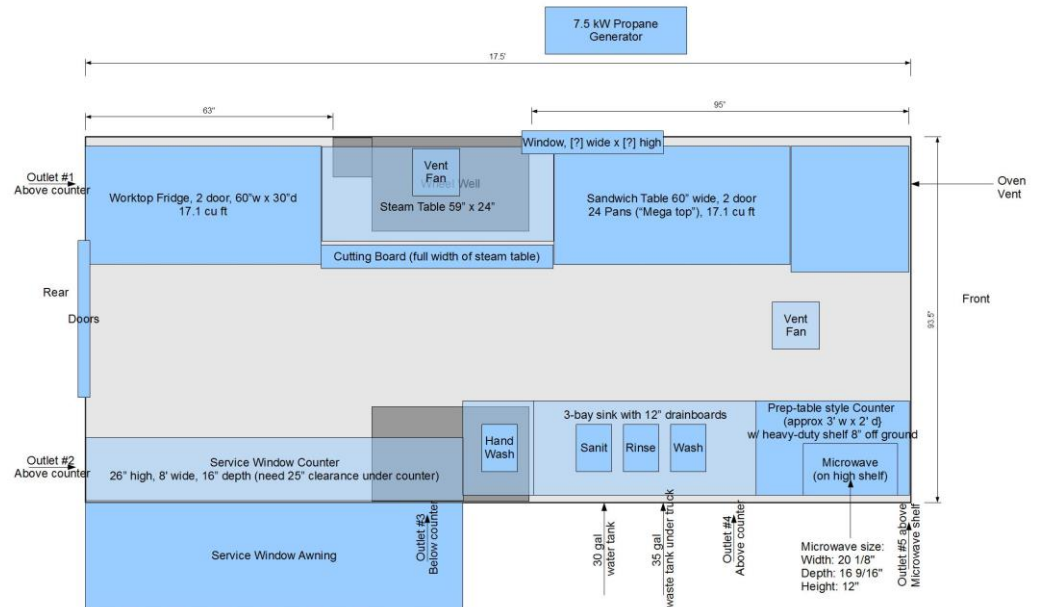 7.5 kW Propane
Generator
17.5'
63"
95"
Window, [?] wide x [?] high
Outlet #1
Above counter
Vent
Fan
Wheel Well
Worktop Fridge, 2 door, 60"w x 30"d
17.1 cu ft
Steam Table 59" x 24"
Sandwich Table 60" wide, 2 door
24 Pans ("Mega top"), 17.1 cu ft
Oven
Vent
Cutting Board (full width of steam table)
Rear
Doors
Vent
Fan
Front
93.5"
Outlet #2
Above counter
Service Window Counter
26" high, 8' wide, 16" depth (need 25" clearance under counter)
Hand
Wash
3-bay sink with 12" drainboards
Sanit
Rinse
Wash
Prep-table style Counter
(approx 3' w x 2' d}
w/ heavy-duty shelf 8" off ground
Microwave
(on high shelf)
Service Window Awning
Outlet #3
Below counter
30 gal
water tank
35 gal
waste tank under truck
Outlet #4
Above counter
Microwave size:
Width: 20 1/8"
Depth: 16 9/16"
Height: 12"
Outlet #5 above
Microwave shelf